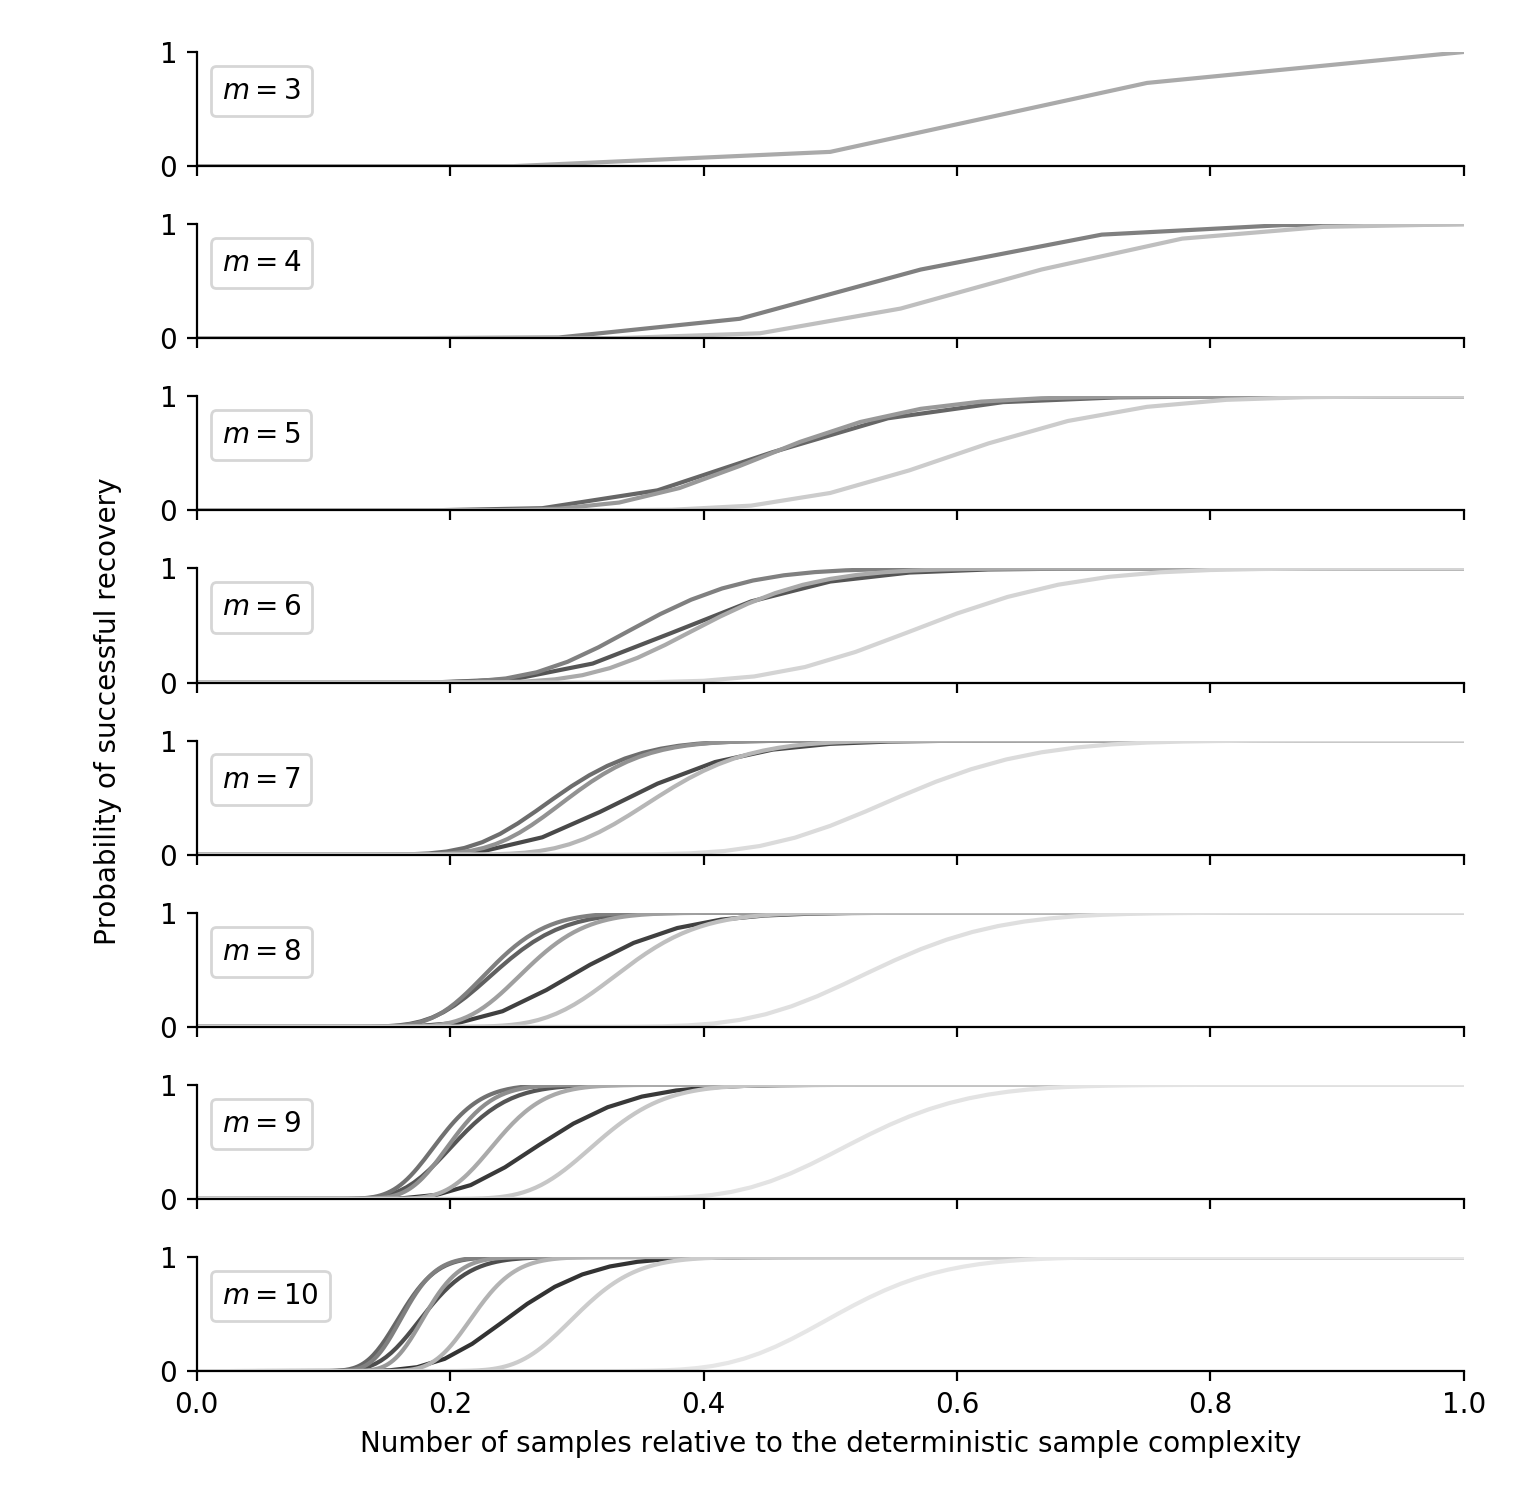 1
m = 3
0
1
m = 4
0
1
m = 5
0
1
m = 6
0
1
m = 7
0
1
m = 8
0
1
m = 9
0
1
m = 10
0
0.0 0.2 0.4 0.6 0.8 1.0
Number of samples relative to the deterministic sample complexity
Probability of successful recovery